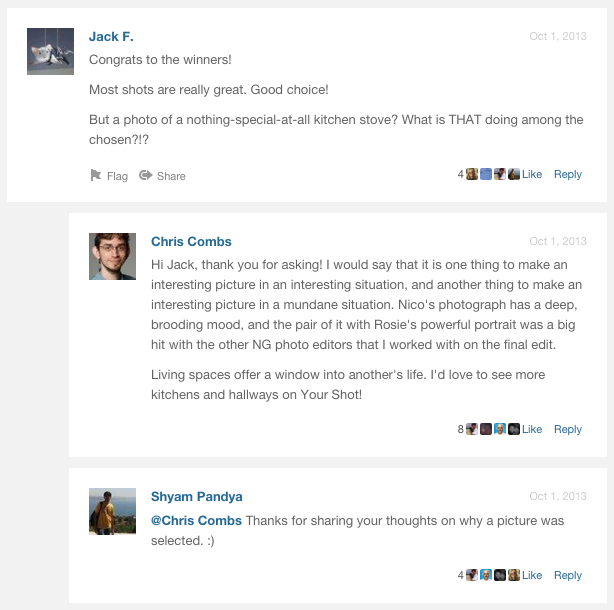 Jack F.
Oct 1, 2013
Congrats to the winners!
Most shots are really great. Good choice!
But a photo of a nothing-special-at-all kitchen stove? What is THAT doing among the
chosen?!?
Flag Share
4 Like Reply
Chris Combs
Oct 1, 2013
Hi Jack, thank you for asking! I would say that it is one thing to make an
interesting picture in an interesting situation, and another thing to make an
interesting picture in a mundane situation. Nico's photograph has a deep,
brooding mood, and the pair of it with Rosie's powerful portrait was a big
hit with the other NG photo editors that I worked with on the final edit.
Living spaces offer a window into another's life. I'd love to see more
kitchens and hallways on Your Shot!
8 Like Reply
Shyam Pandya
Oct 1, 2013
@Chris Combs Thanks for sharing your thoughts on why a picture was
selected. :)
4 Like Reply